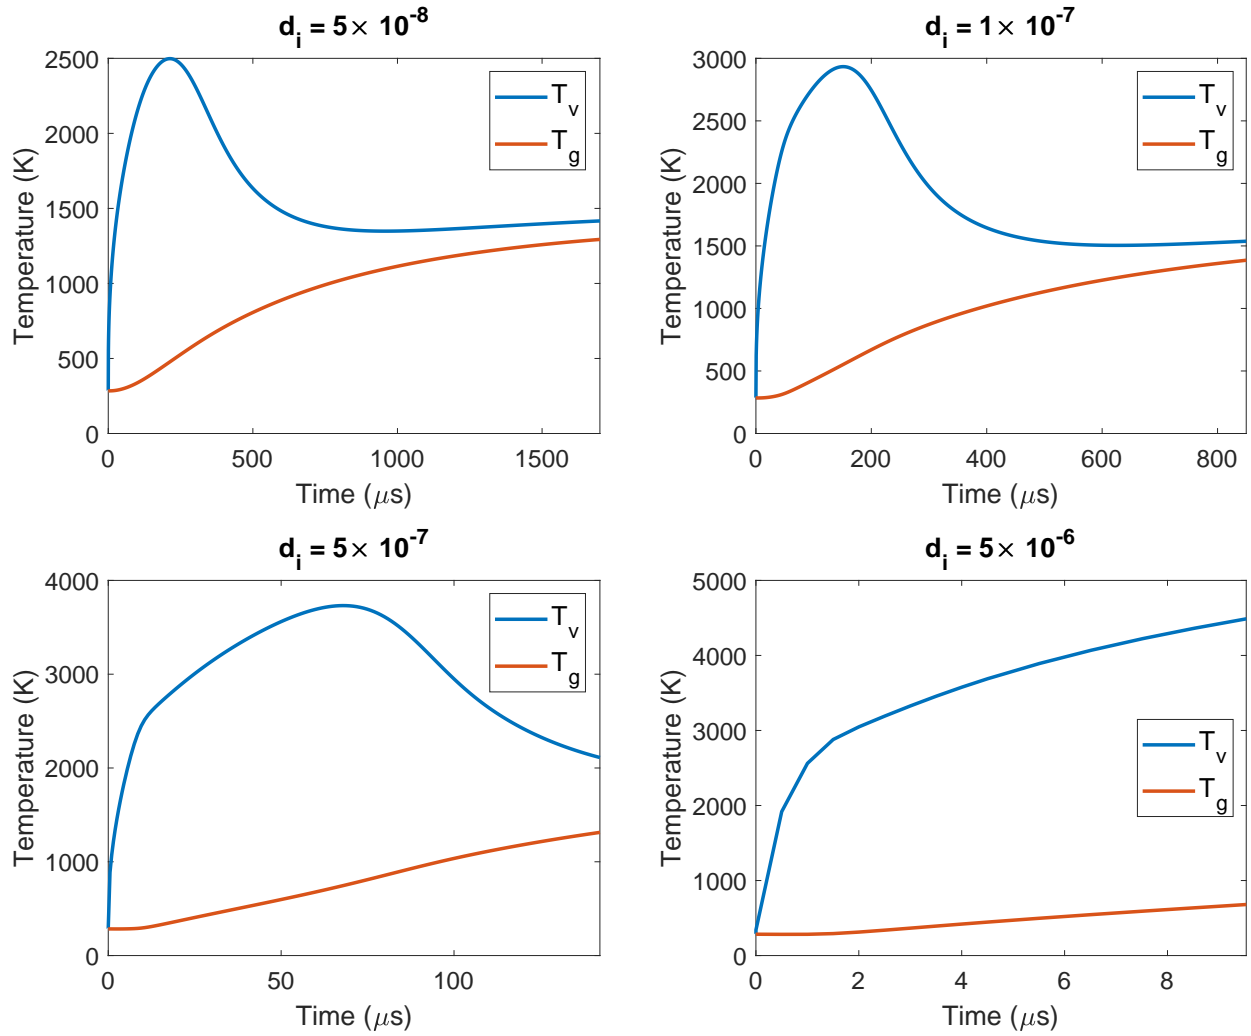 d_i = 5× 10^-8
2500
2000
1500
1000
500
0
Temperature (K)
T_v
T_g
0 500 1000 1500
Time (μs)
d_i = 1× 10^-7
3000
2500
2000
1500
1000
500
0
Temperature (K)
T_v
T_g
0 200 400 600 800
Time (μs)
d_i = 5× 10^-7
4000
3000
2000
1000
0
Temperature (K)
T_v
T_g
0 50 100
Time (μs)
d_i = 5× 10^-6
5000
4000
3000
2000
1000
0
Temperature (K)
T_v
T_g
0 2 4 6 8
Time (μs)